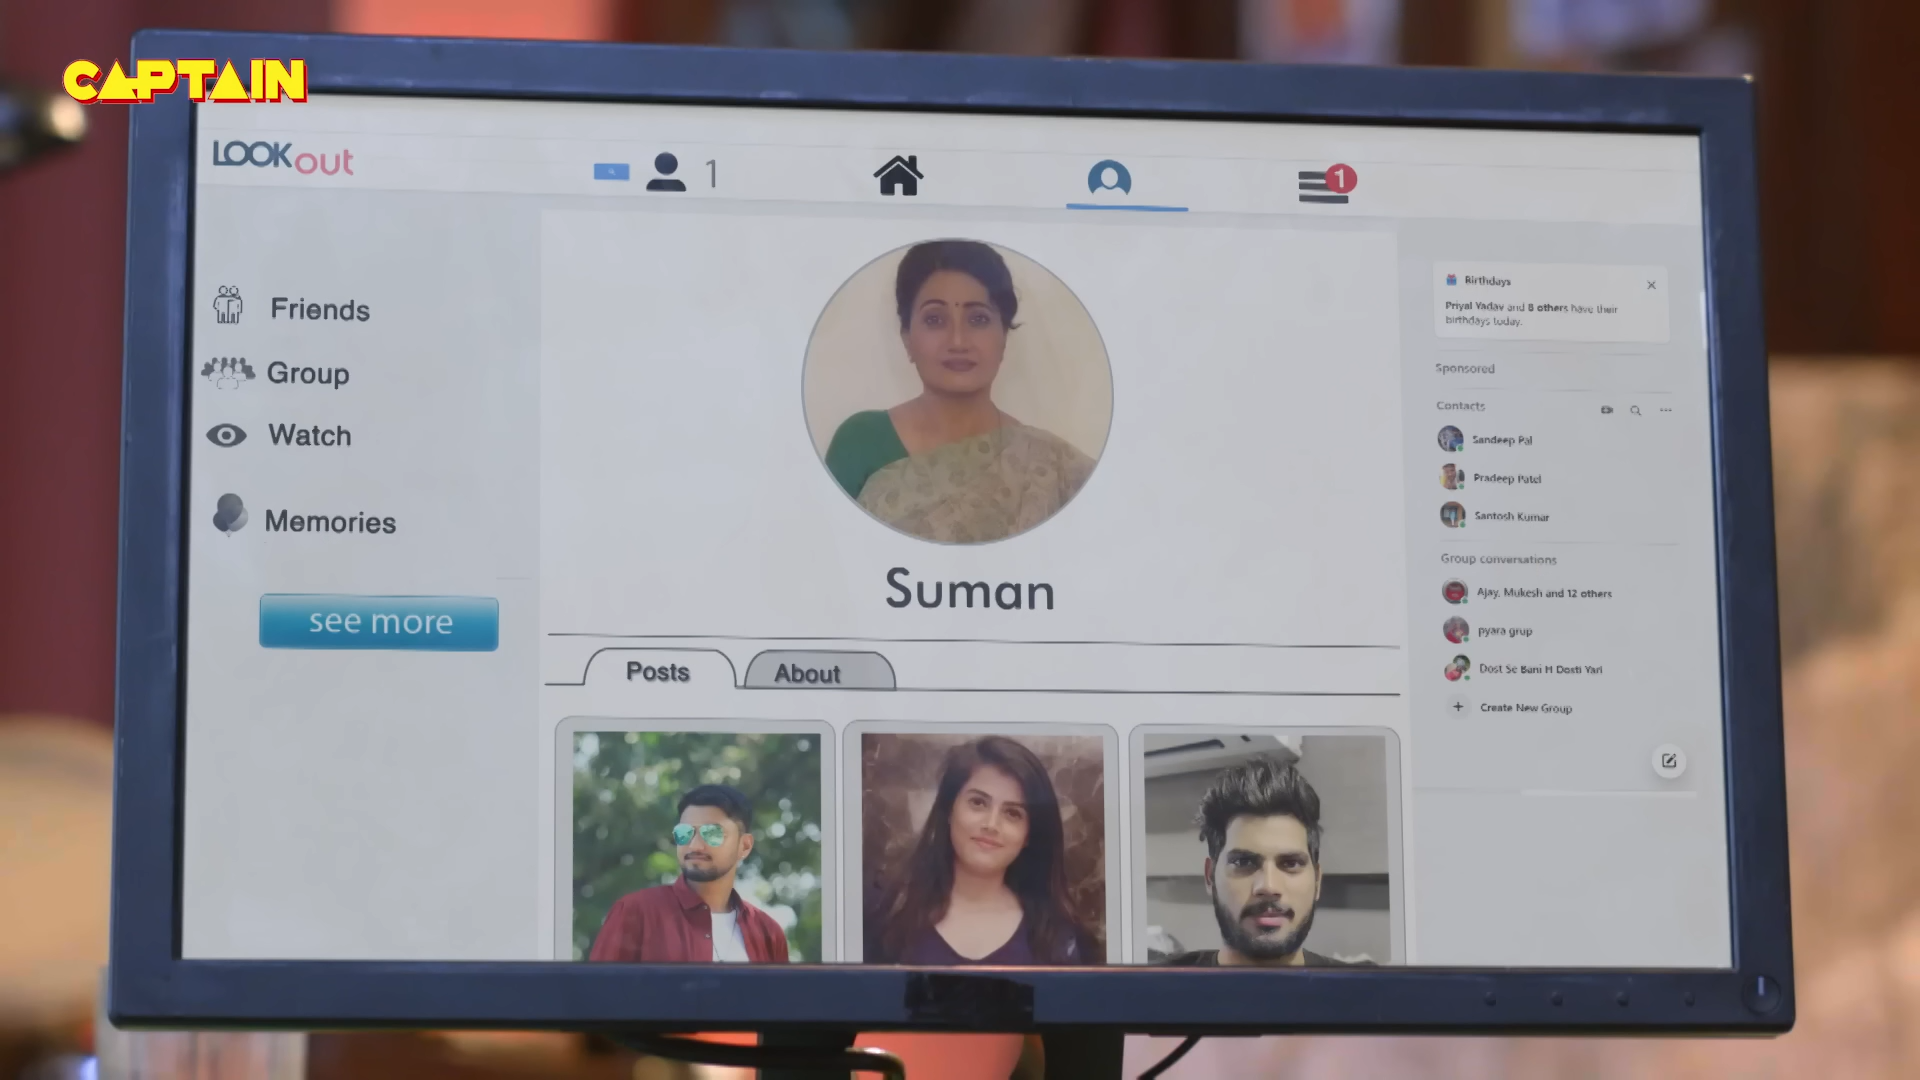 CAPTAIN
LOOKout
1
1
Friends
Group
Watch
Memories
see more
Suman
Posts
About
Birthdays
Priyal Yadav and 8 others have their
birthdays today.
Sponsored
Contacts
Sandeep Pal
Pradeep Patel
Santosh Kumar
Group conversations
Ajay, Mukesh and 12 others
pyara grup
Dost Se Bani H Dosti Yari
Create New Group